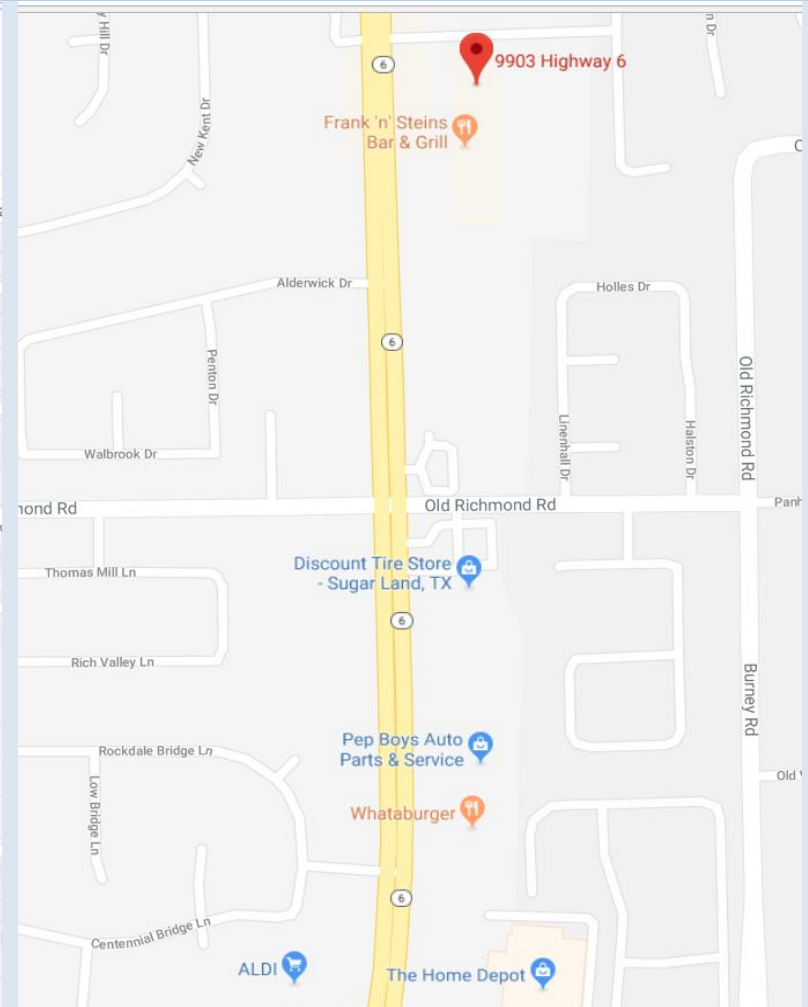 y Hill Dr
n Dr
6
9903 Highway 6
New Kent Dr
Frank 'n' Steins
Bar & Grill
Alderwick Dr
Holles Dr
6
Penton Dr
Old Richmond Rd
Linenhall Dr
Halston Dr
Walbrook Dr
mond Rd
Old Richmond Rd
Panh
Thomas Mill Ln
Discount Tire Store
- Sugar Land, TX
6
Rich Valley Ln
Burney Rd
Rockdale Bridge Ln
Pep Boys Auto
Parts & Service
Old
Low Bridge Ln
Whataburger
6
Centennial Bridge Ln
ALDI
The Home Depot